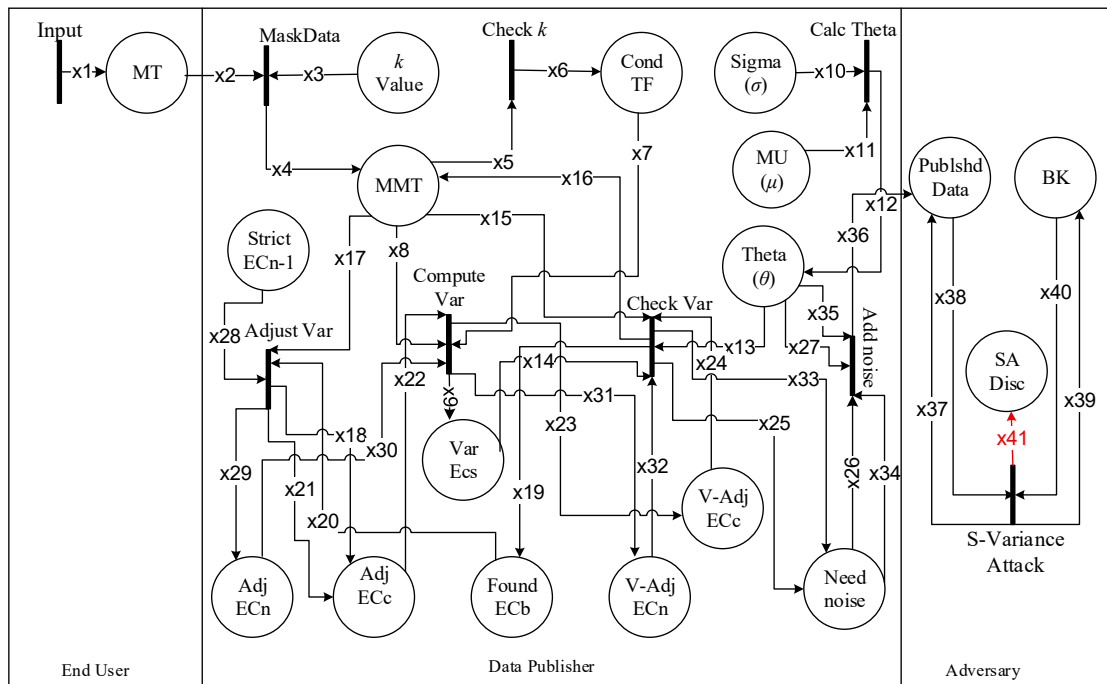 Input
x1
MT
x2
MaskData
x3
k
Value
x4
Check k
x5
x6
Cond
TF
x7
Sigma
(σ)
x10
Calc Theta
MU
(μ)
x11
x12
MMT
x16
x15
x17
x8
Strict
ECn-1
x28
Adjust Var
Compute
Var
Check Var
Theta
(θ)
x36
x35
x27
Add noise
x13
x14
x24
x33
x22
x9
x31
x23
x25
x30
x18
x29
x21
x20
x19
x32
x26
x34
Var
Ecs
V-Adj
ECc
Adj
ECn
Adj
ECc
Found
ECb
V-Adj
ECn
Need
noise
Publshd
Data
BK
x38
x40
x37
x39
SA
Disc
x41
S-Variance
Attack
End User
Data Publisher
Adversary